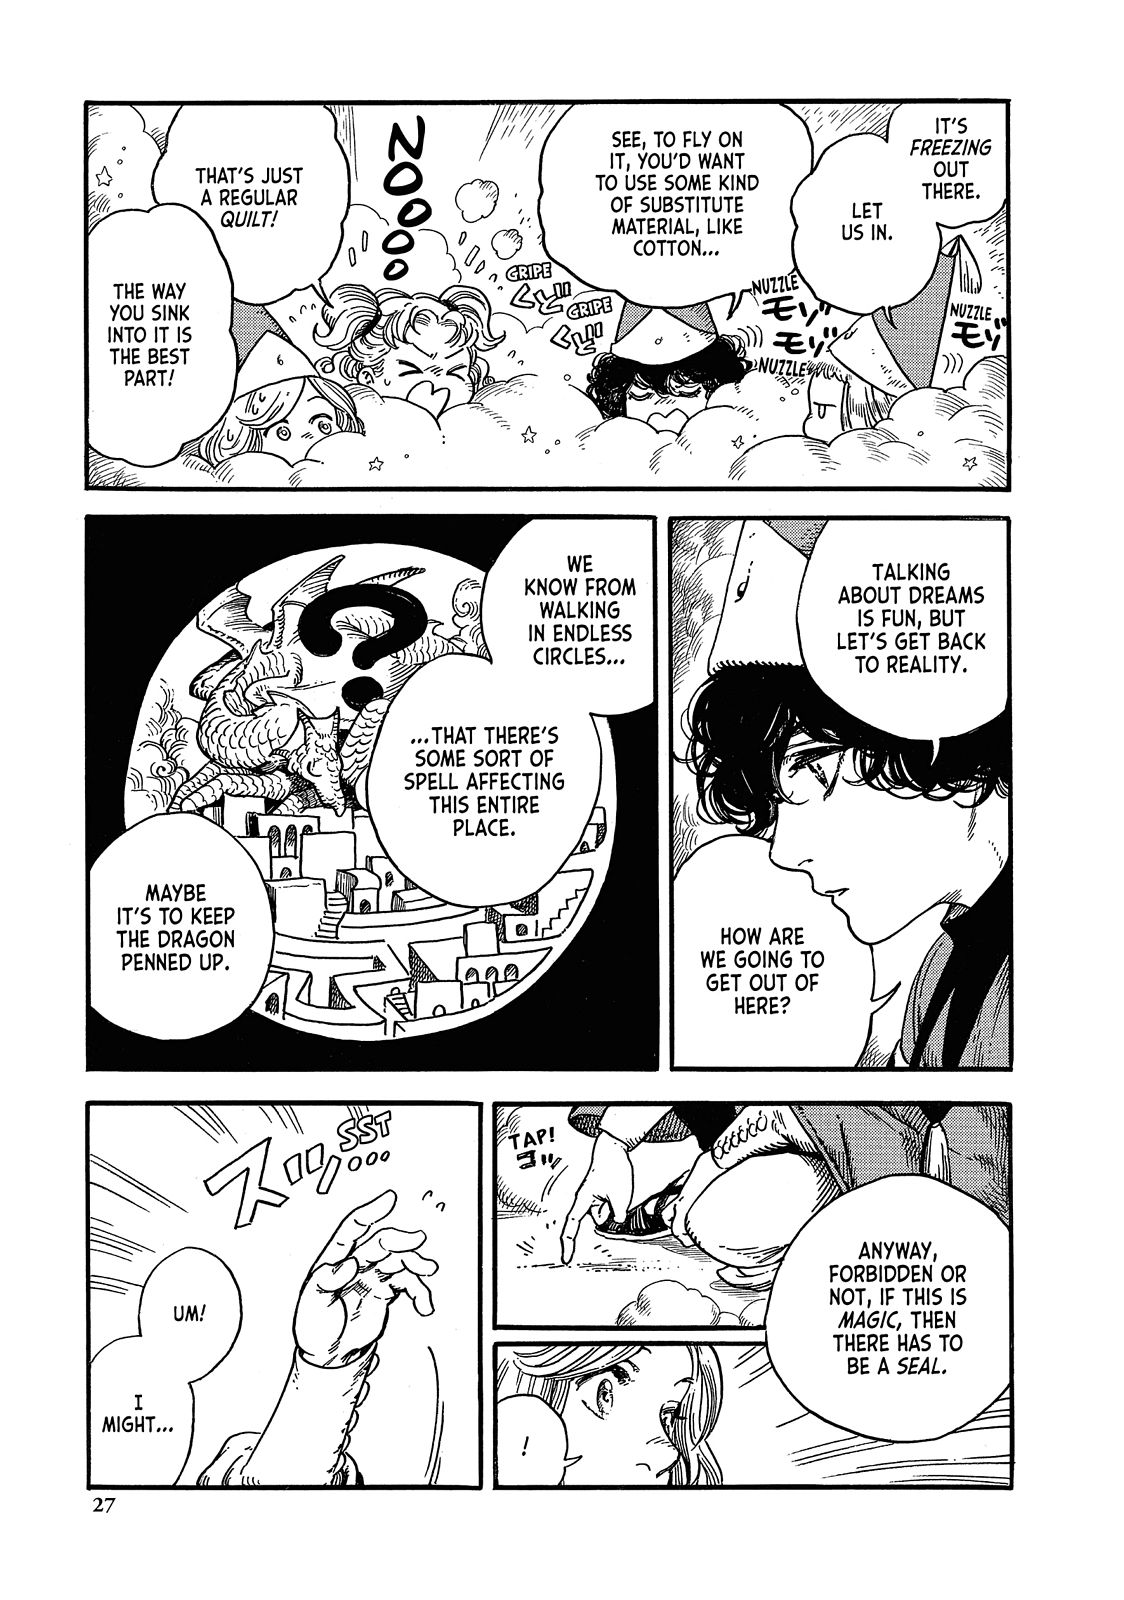 IT'S
FREEZING
OUT
THERE.
LET
US IN.
NUZZLE
モゾ
NUZZLE
モゾ
モゾ
NUZZLE
SEE, TO FLY ON
IT, YOU'D WANT
TO USE SOME KIND
OF SUBSTITUTE
MATERIAL, LIKE
COTTON...
GRIPE
くど
GRIPE
くど
NOOOO
THAT'S JUST
A REGULAR
QUILT!
THE WAY
YOU SINK
INTO IT IS
THE BEST
PART!
TALKING
ABOUT DREAMS
IS FUN, BUT
LET'S GET BACK
TO REALITY.
HOW ARE
WE GOING TO
GET OUT OF
HERE?
WE
KNOW FROM
WALKING
IN ENDLESS
CIRCLES...
?
...THAT THERE'S
SOME SORT OF
SPELL AFFECTING
THIS ENTIRE
PLACE.
MAYBE
IT'S TO KEEP
THE DRAGON
PENNED UP.
TAP!
コッ
ANYWAY,
FORBIDDEN OR
NOT, IF THIS IS
MAGIC, THEN
THERE HAS TO
BE A SEAL.
!
SST
ズッ
UM!
I
MIGHT...
27